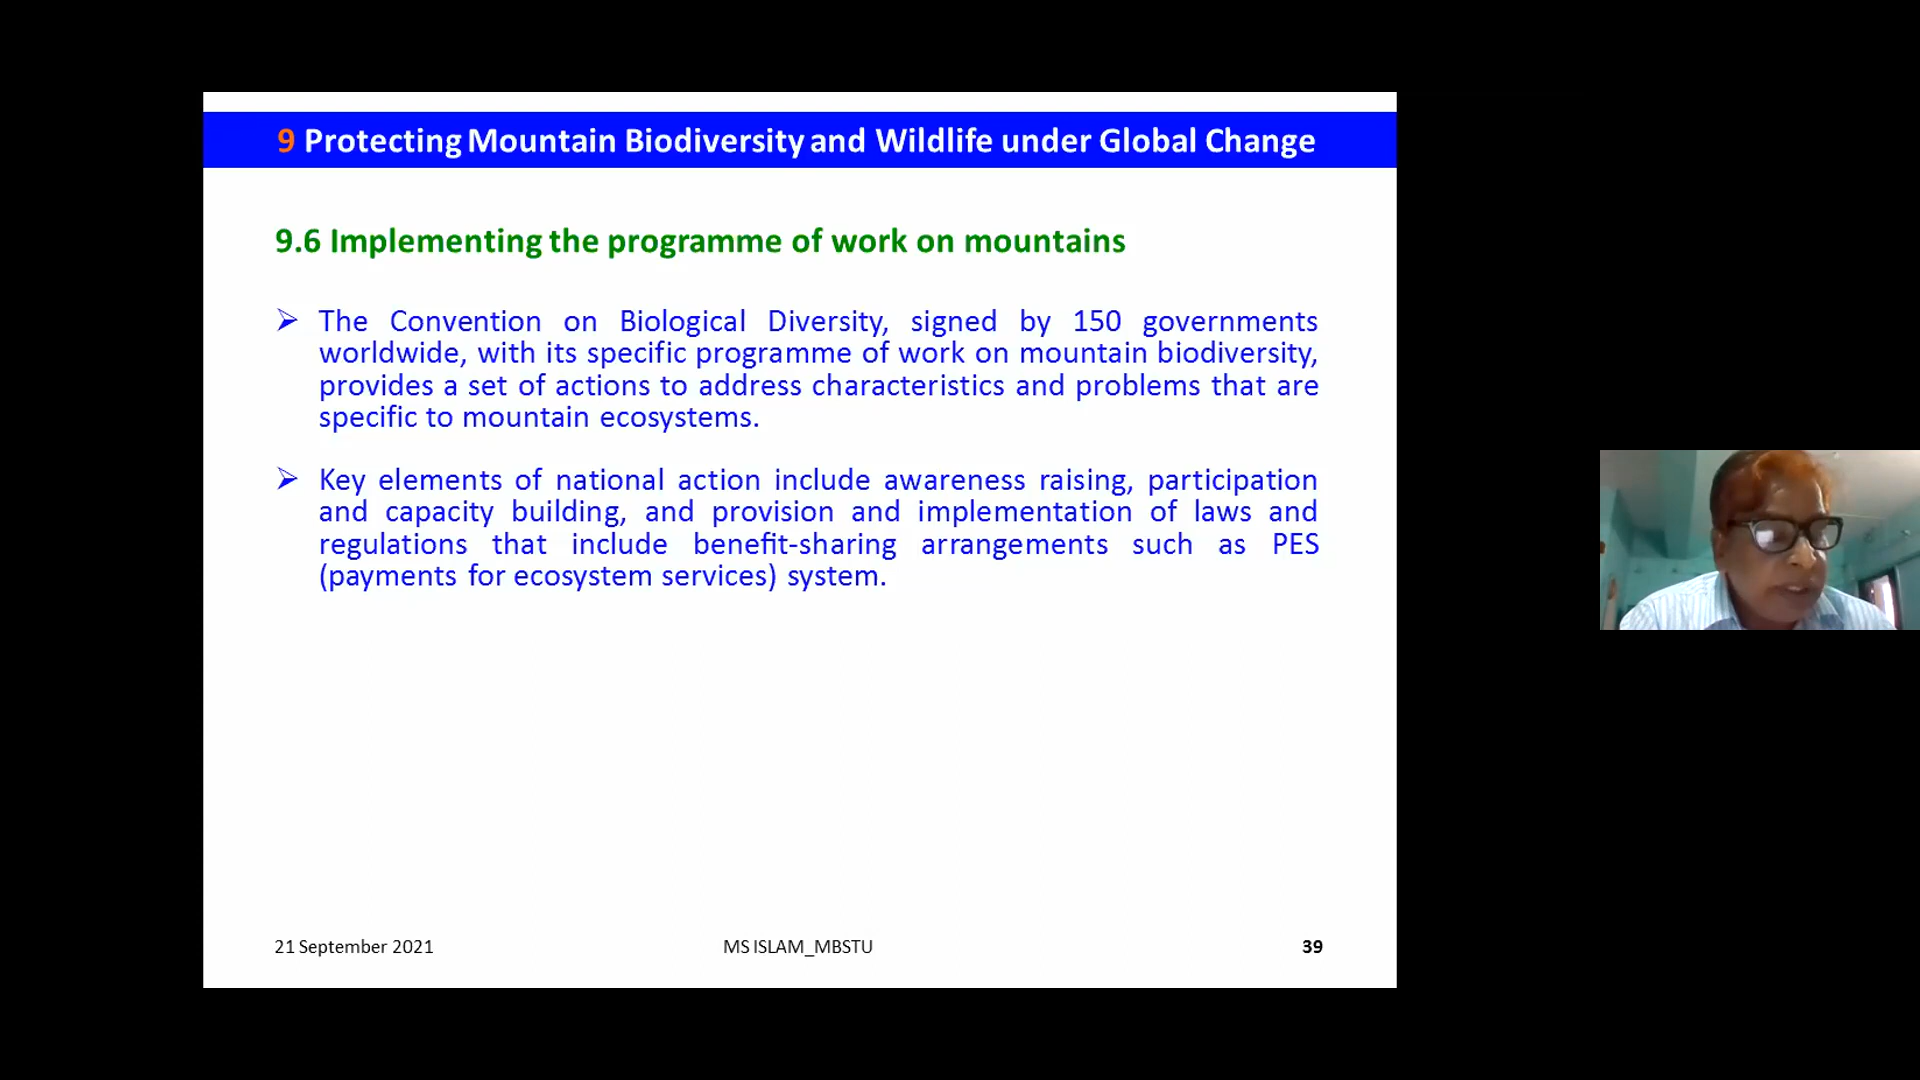 9 Protecting Mountain Biodiversity and Wildlife under Global Change
9.6 Implementing the programme of work on mountains
➢ The Convention on Biological Diversity, signed by 150 governments
worldwide, with its specific programme of work on mountain biodiversity,
provides a set of actions to address characteristics and problems that are
specific to mountain ecosystems.
➢ Key elements of national action include awareness raising, participation
and capacity building, and provision and implementation of laws and
regulations that include benefit-sharing arrangements such as PES
(payments for ecosystem services) system.
21 September 2021
MS ISLAM_MBSTU
39